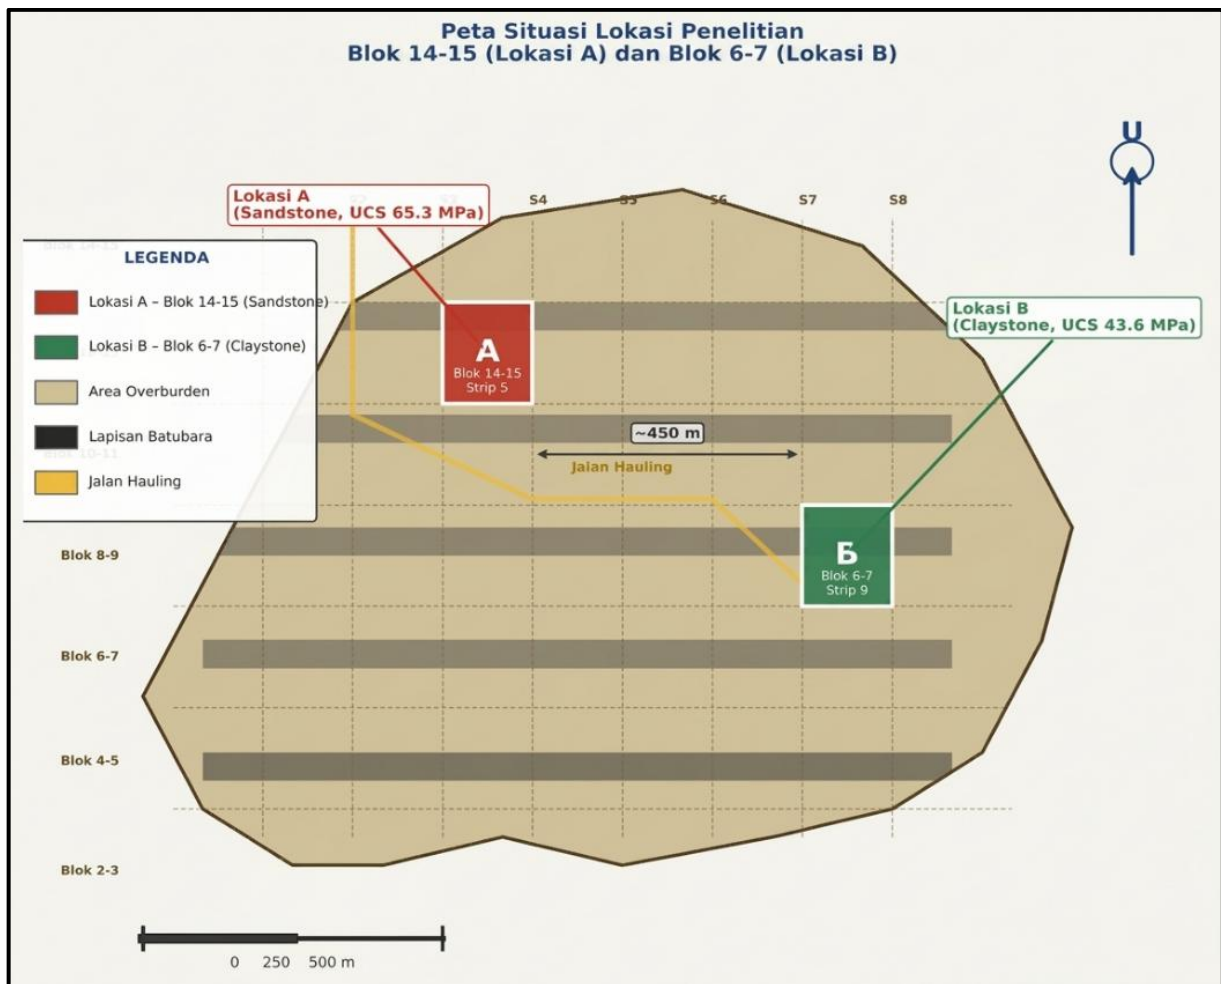 Peta Situasi Lokasi Penelitian
Blok 14-15 (Lokasi A) dan Blok 6-7 (Lokasi B)
U
Lokasi A
(Sandstone, UCS 65.3 MPa)
S4
S5
S6
S7
S8
LEGENDA
Lokasi A – Blok 14-15 (Sandstone)
Lokasi B – Blok 6-7 (Claystone)
Area Overburden
Lapisan Batubara
Jalan Hauling
Lokasi B
(Claystone, UCS 43.6 MPa)
A
Blok 14-15
Strip 5
~450 m
Jalan Hauling
Б
Blok 6-7
Strip 9
Blok 8-9
Blok 6-7
Blok 4-5
Blok 2-3
0 250 500 m